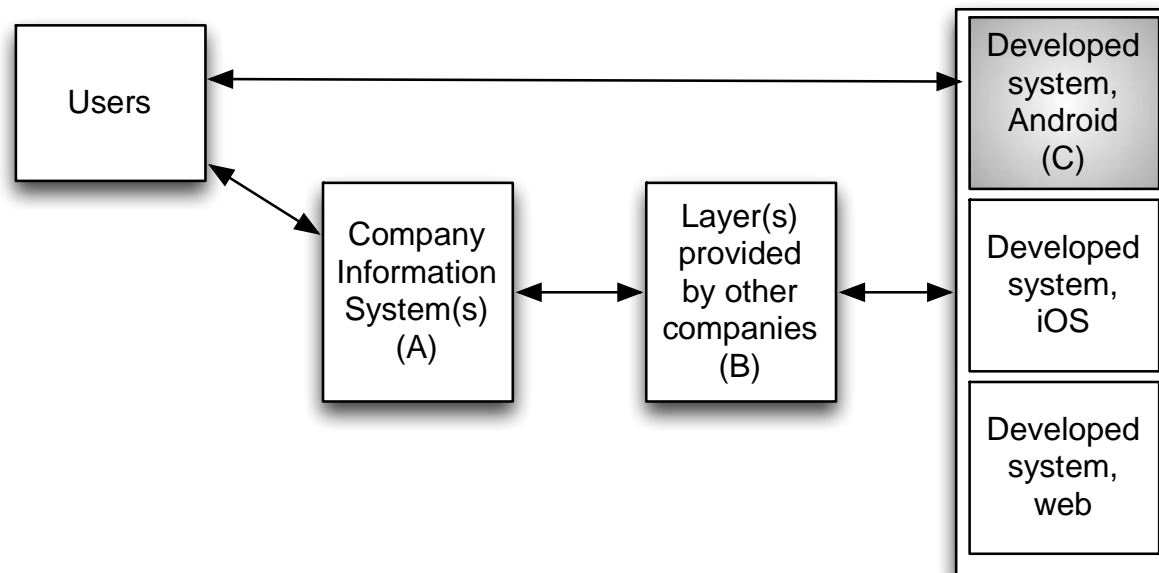 Users
Company
Information
System(s)
(A)
Layer(s)
provided
by other
companies
(B)
Developed
system,
Android
(C)
Developed
system,
iOS
Developed
system,
web